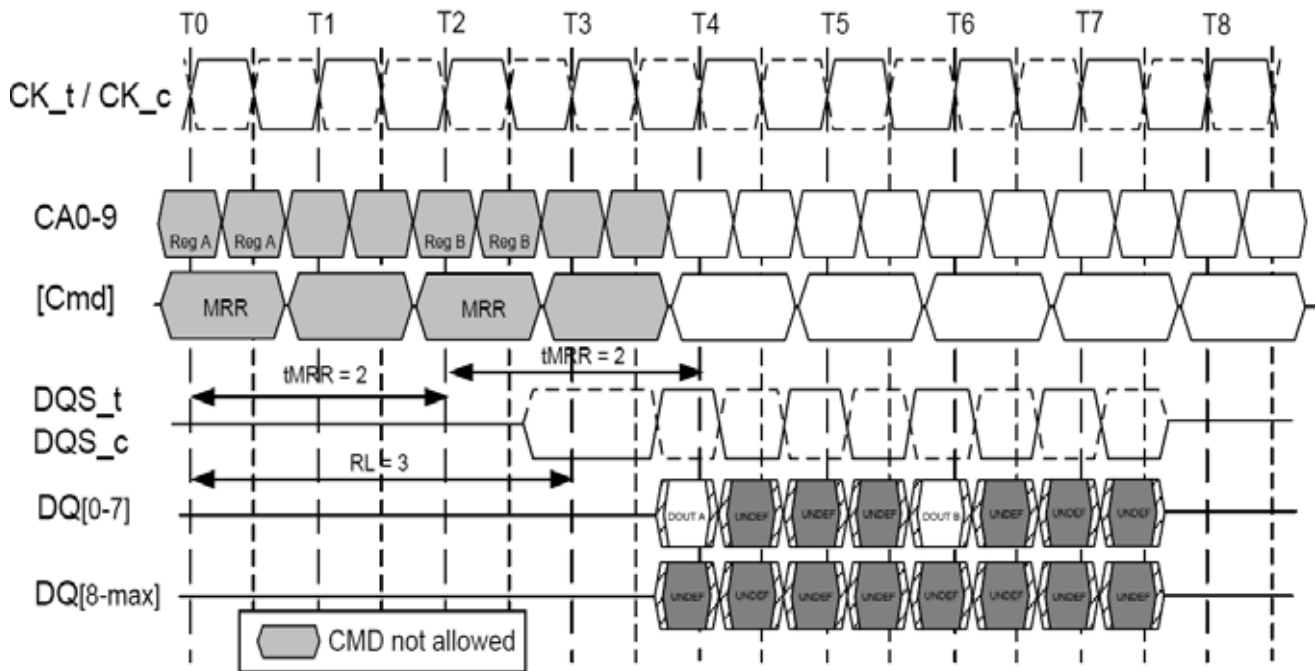 T0 T1 T2 T3 T4 T5 T6 T7 T8
CK_t / CK_c
CA0-9
Reg A Reg A Reg B Reg B
[Cmd]
MRR MRR
tMRR = 2
tMRR = 2
DQS_t
DQS_c
RL = 3
DQ[0-7]
DOUT A UNDEF UNDEF UNDEF DOUT B UNDEF UNDEF UNDEF
DQ[8-max]
UNDEF UNDEF UNDEF UNDEF UNDEF UNDEF UNDEF UNDEF
CMD not allowed